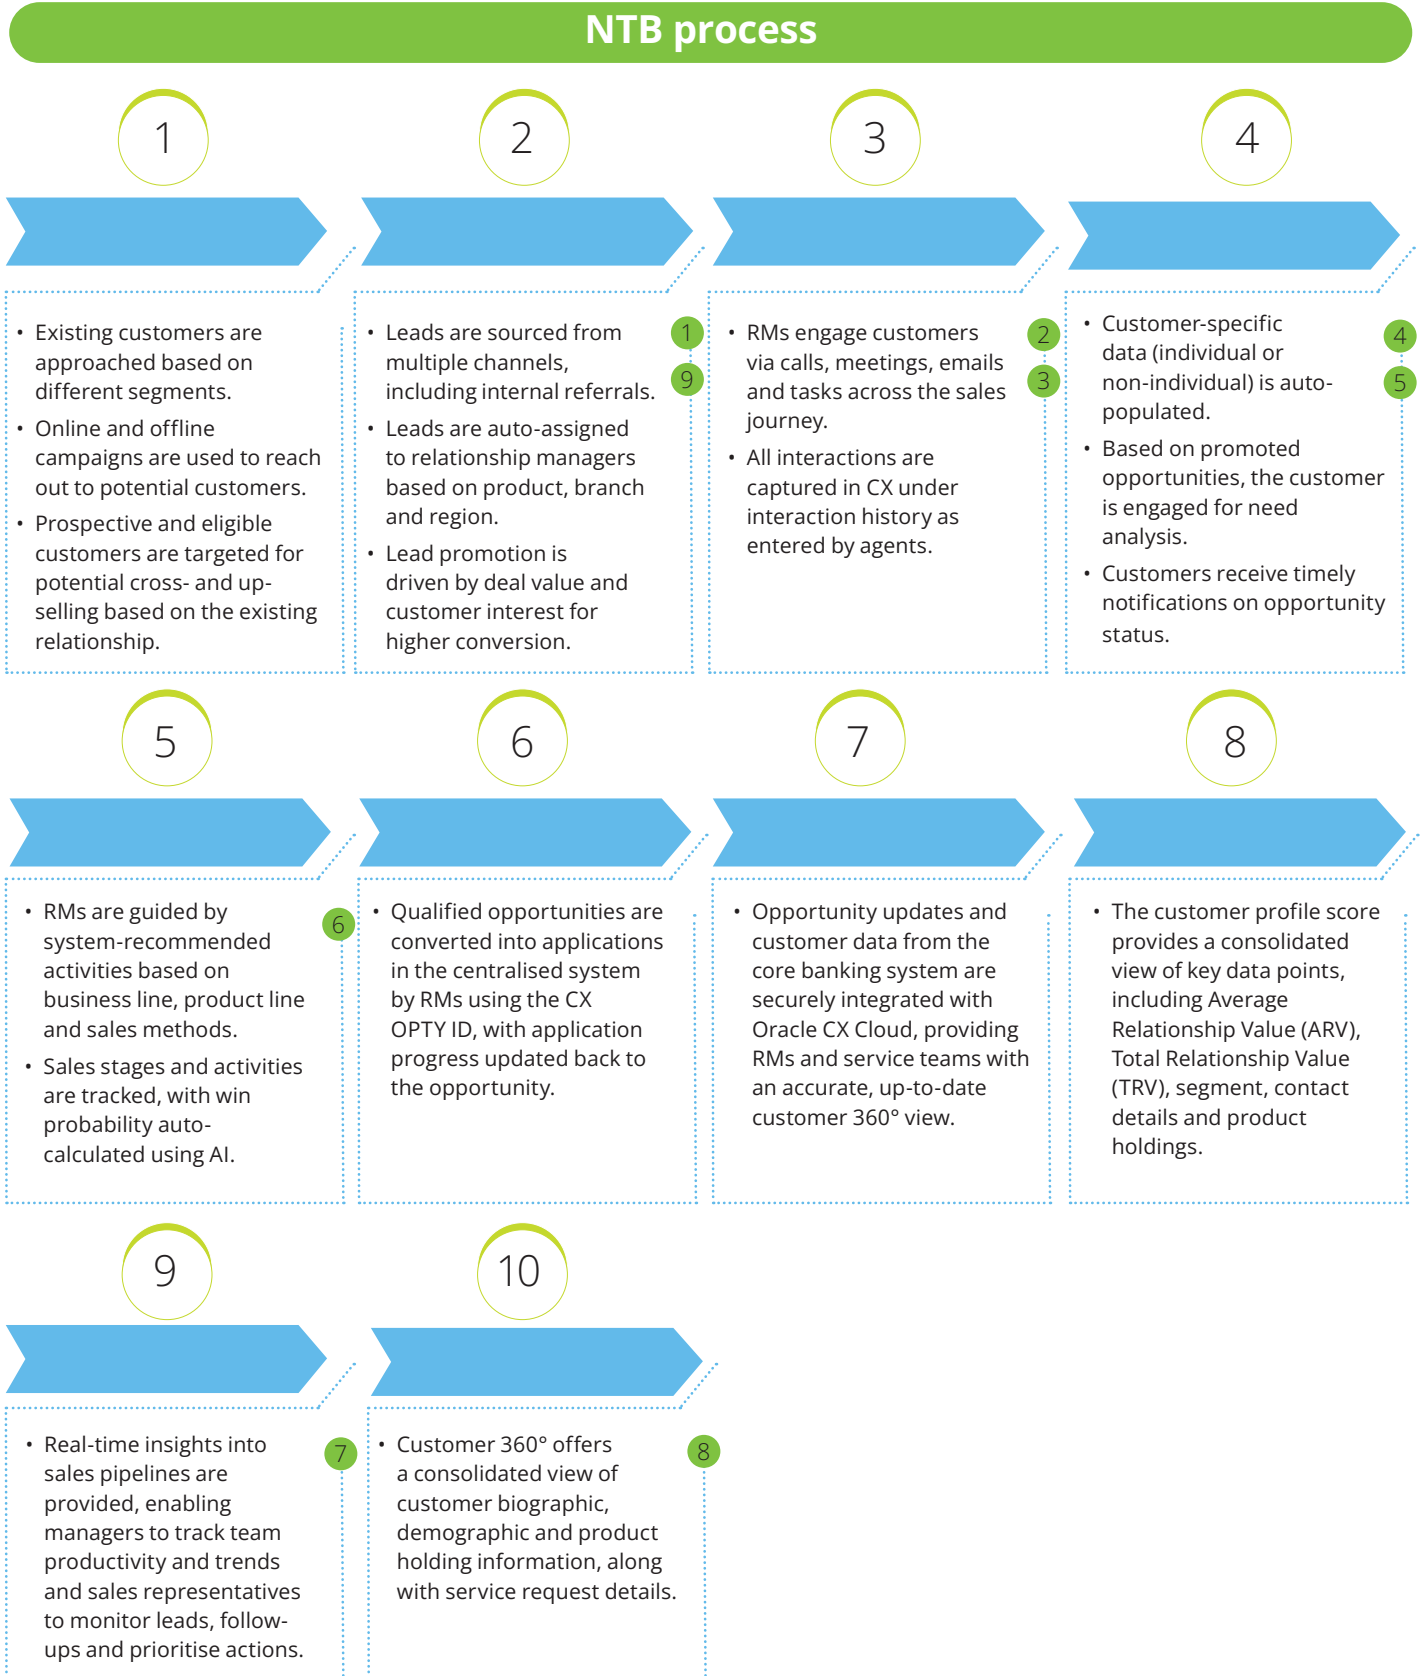 NTB process
1
2
3
4
• Existing customers are
approached based on
different segments.
• Online and offline
campaigns are used to reach
out to potential customers.
• Prospective and eligible
customers are targeted for
potential cross- and up-
selling based on the existing
relationship.
• Leads are sourced from
multiple channels,
including internal referrals.
• Leads are auto-assigned
to relationship managers
based on product, branch
and region.
• Lead promotion is
driven by deal value and
customer interest for
higher conversion.
1
9
• RMs engage customers
via calls, meetings, emails
and tasks across the sales
journey.
• All interactions are
captured in CX under
interaction history as
entered by agents.
2
3
• Customer-specific
data (individual or
non-individual) is auto-
populated.
• Based on promoted
opportunities, the customer
is engaged for need
analysis.
• Customers receive timely
notifications on opportunity
status.
4
5
5
6
7
8
• RMs are guided by
system-recommended
activities based on
business line, product line
and sales methods.
• Sales stages and activities
are tracked, with win
probability auto-
calculated using AI.
6
• Qualified opportunities are
converted into applications
in the centralised system
by RMs using the CX
OPTY ID, with application
progress updated back to
the opportunity.
• Opportunity updates and
customer data from the
core banking system are
securely integrated with
Oracle CX Cloud, providing
RMs and service teams with
an accurate, up-to-date
customer 360° view.
• The customer profile score
provides a consolidated
view of key data points,
including Average
Relationship Value (ARV),
Total Relationship Value
(TRV), segment, contact
details and product
holdings.
9
10
• Real-time insights into
sales pipelines are
provided, enabling
managers to track team
productivity and trends
and sales representatives
to monitor leads, follow-
ups and prioritise actions.
7
• Customer 360° offers
a consolidated view of
customer biographic,
demographic and product
holding information, along
with service request details.
8